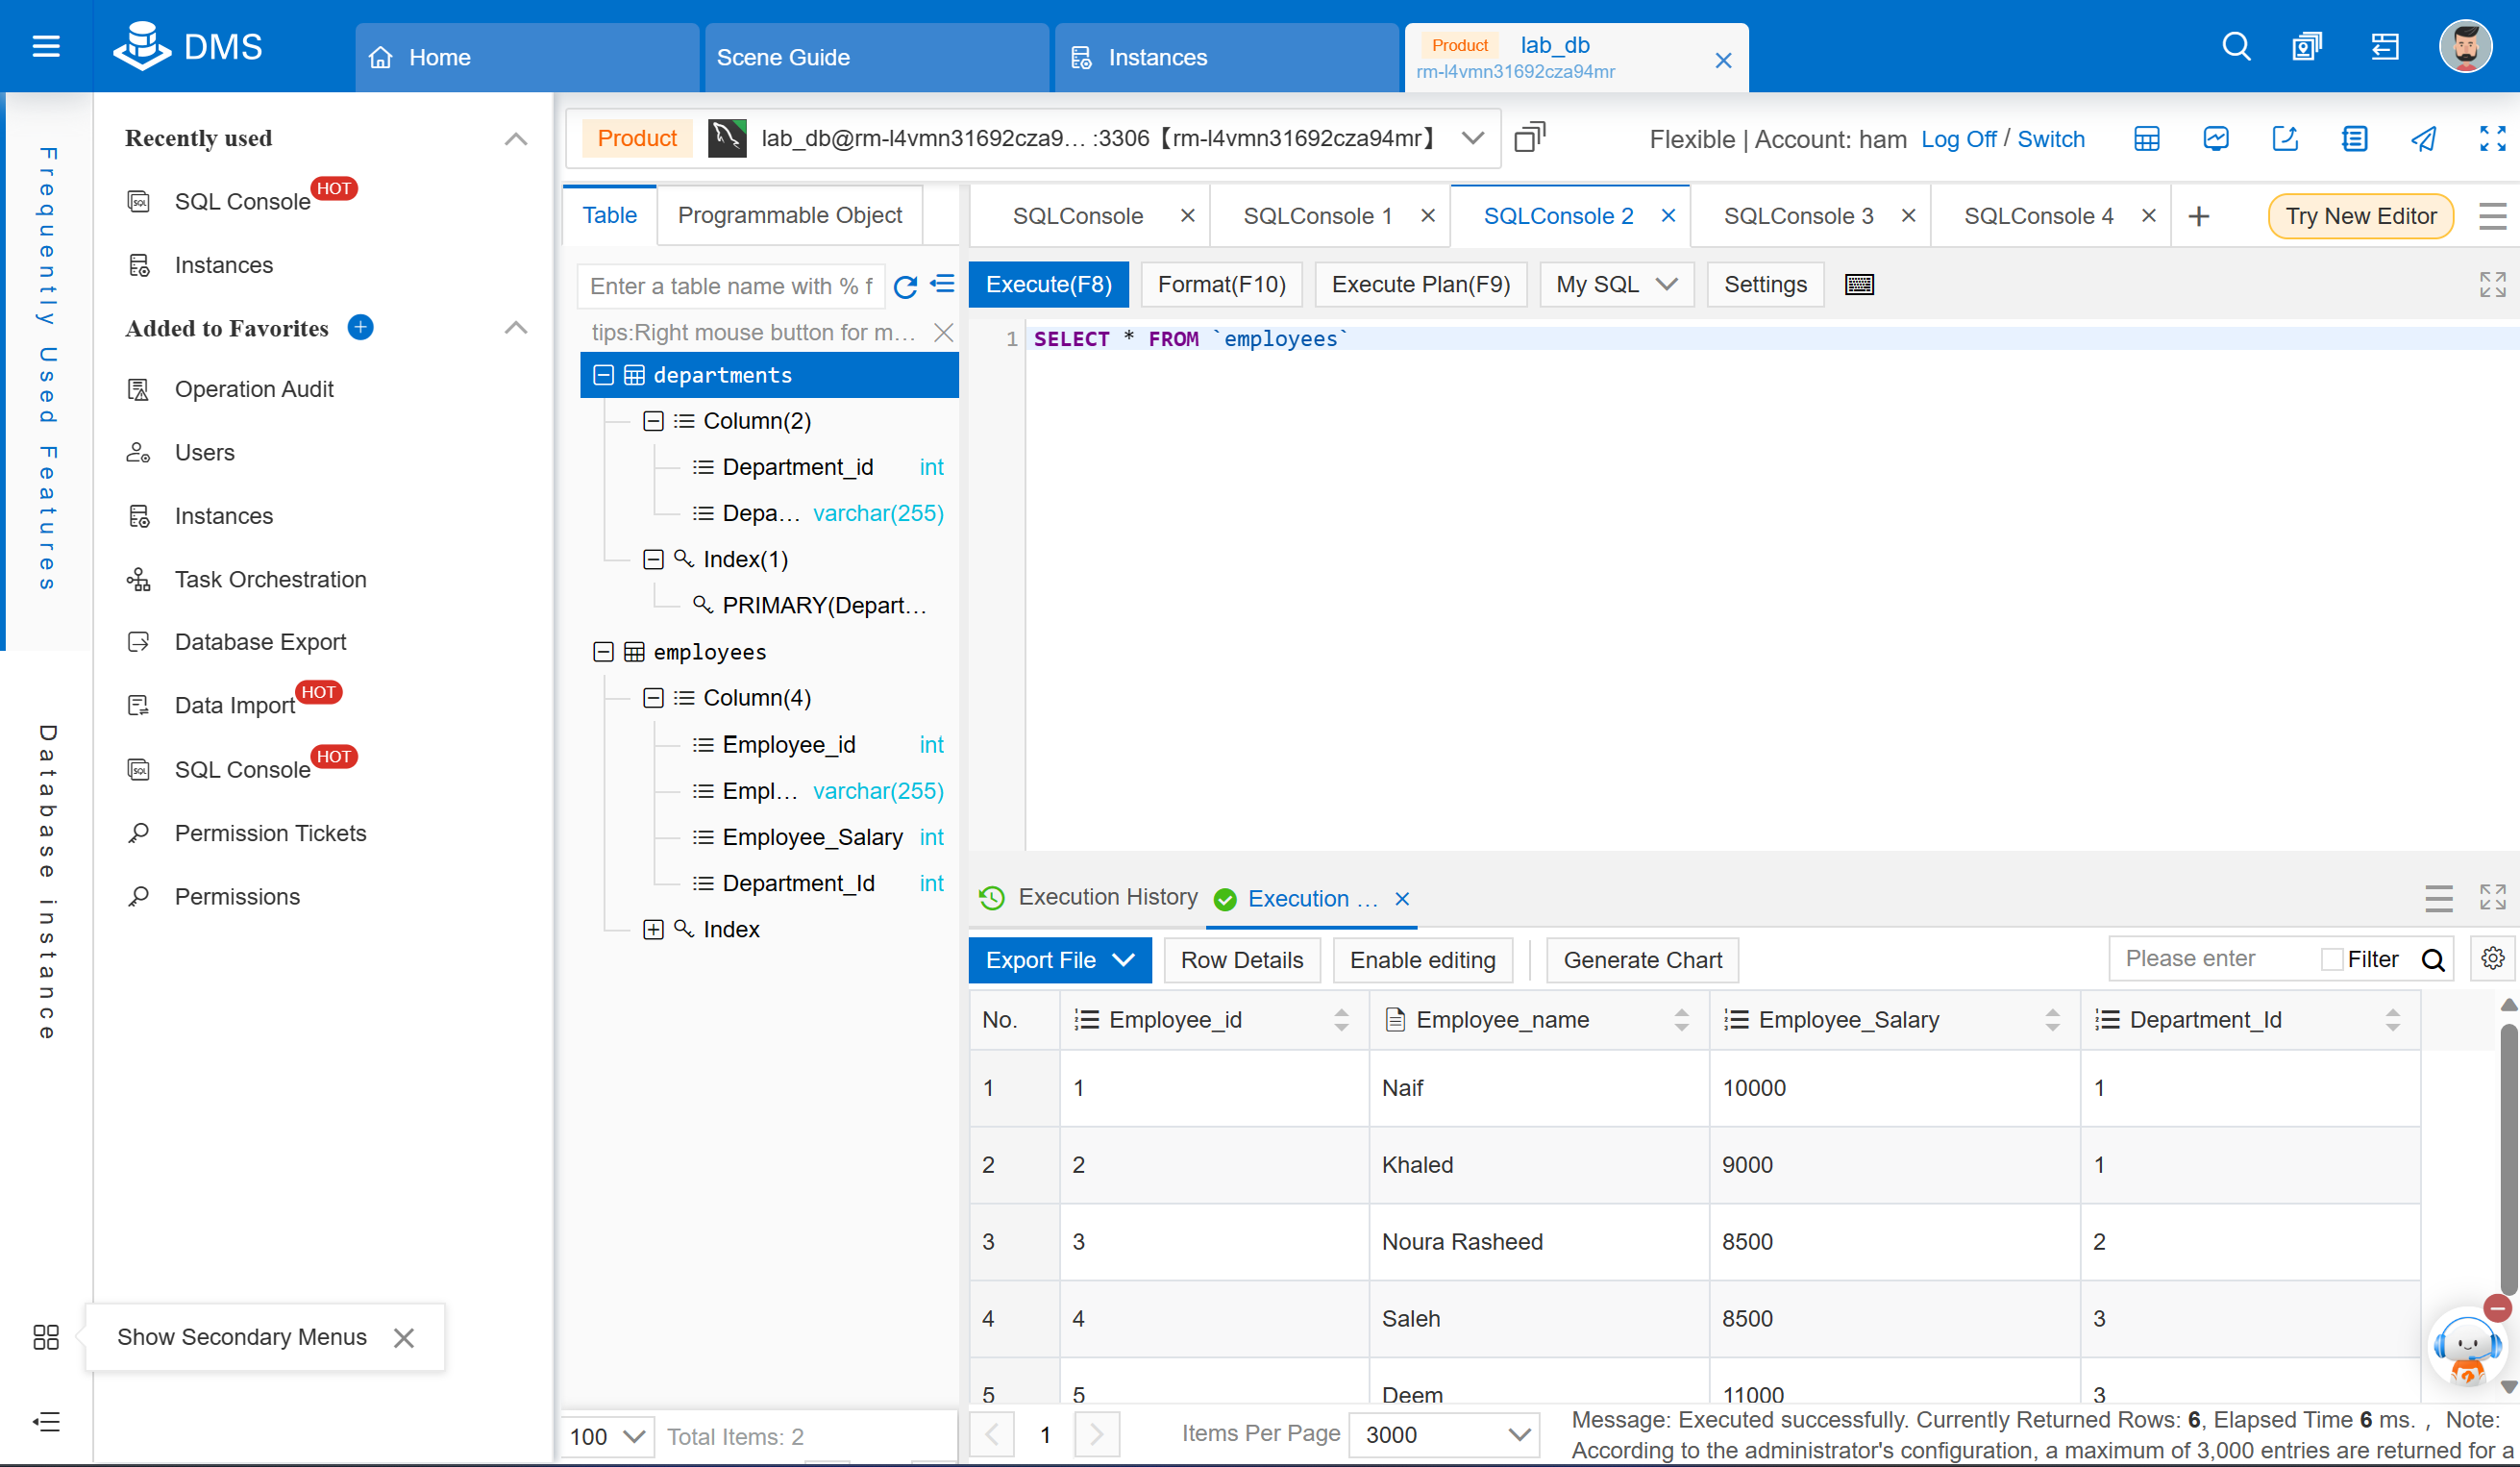 DMS
Home
Scene Guide
Instances
Product lab_db
rm-l4vmn31692cza94mr
Frequently Used Features
Database instance
Recently used
SQL Console HOT
Instances
Added to Favorites
Operation Audit
Users
Instances
Task Orchestration
Database Export
Data Import HOT
SQL Console HOT
Permission Tickets
Permissions
Show Secondary Menus
Product lab_db@rm-l4vmn31692cza9... :3306【rm-l4vmn31692cza94mr】
Flexible | Account: ham Log Off / Switch
Table Programmable Object
Enter a table name with % f
tips:Right mouse button for m...
departments
Column(2)
Department_id int
Depa... varchar(255)
Index(1)
PRIMARY(Depart...
employees
Column(4)
Employee_id int
Empl... varchar(255)
Employee_Salary int
Department_Id int
Index
100 Total Items: 2
SQLConsole SQLConsole 1 SQLConsole 2 SQLConsole 3 SQLConsole 4 Try New Editor
Execute(F8) Format(F10) Execute Plan(F9) My SQL Settings
1 SELECT * FROM `employees`
Execution History Execution ...
Export File Row Details Enable editing Generate Chart Please enter Filter
No. Employee_id Employee_name Employee_Salary Department_Id
1 1 Naif 10000 1
2 2 Khaled 9000 1
3 3 Noura Rasheed 8500 2
4 4 Saleh 8500 3
5 5 Deem 11000 3
1 Items Per Page 3000
Message: Executed successfully. Currently Returned Rows: 6, Elapsed Time 6 ms. , Note:
According to the administrator's configuration, a maximum of 3,000 entries are returned for a